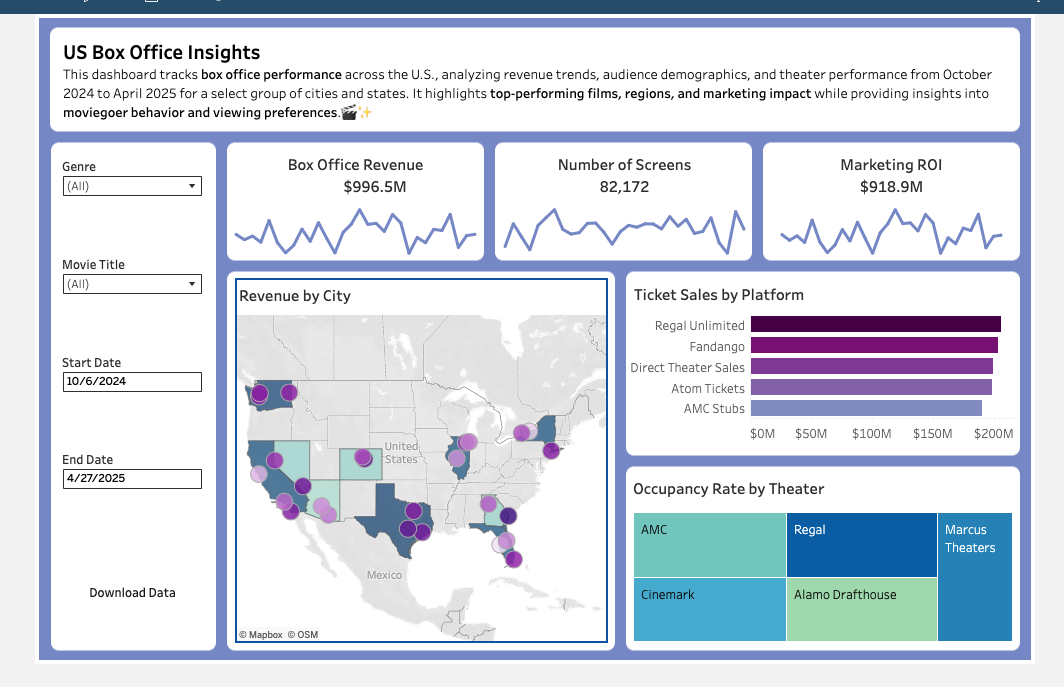 US Box Office Insights
This dashboard tracks box office performance across the U.S., analyzing revenue trends, audience demographics, and theater performance from October
2024 to April 2025 for a select group of cities and states. It highlights top-performing films, regions, and marketing impact while providing insights into
moviegoer behavior and viewing preferences.🎬✨
Genre
(All)
Movie Title
(All)
Start Date
10/6/2024
End Date
4/27/2025
Download Data
Box Office Revenue
$996.5M
Number of Screens
82,172
Marketing ROI
$918.9M
Revenue by City
United
States
Mexico
© Mapbox © OSM
Ticket Sales by Platform
Regal Unlimited
Fandango
Direct Theater Sales
Atom Tickets
AMC Stubs
$0M $50M $100M $150M $200M
Occupancy Rate by Theater
AMC
Regal
Marcus
Theaters
Cinemark
Alamo Drafthouse